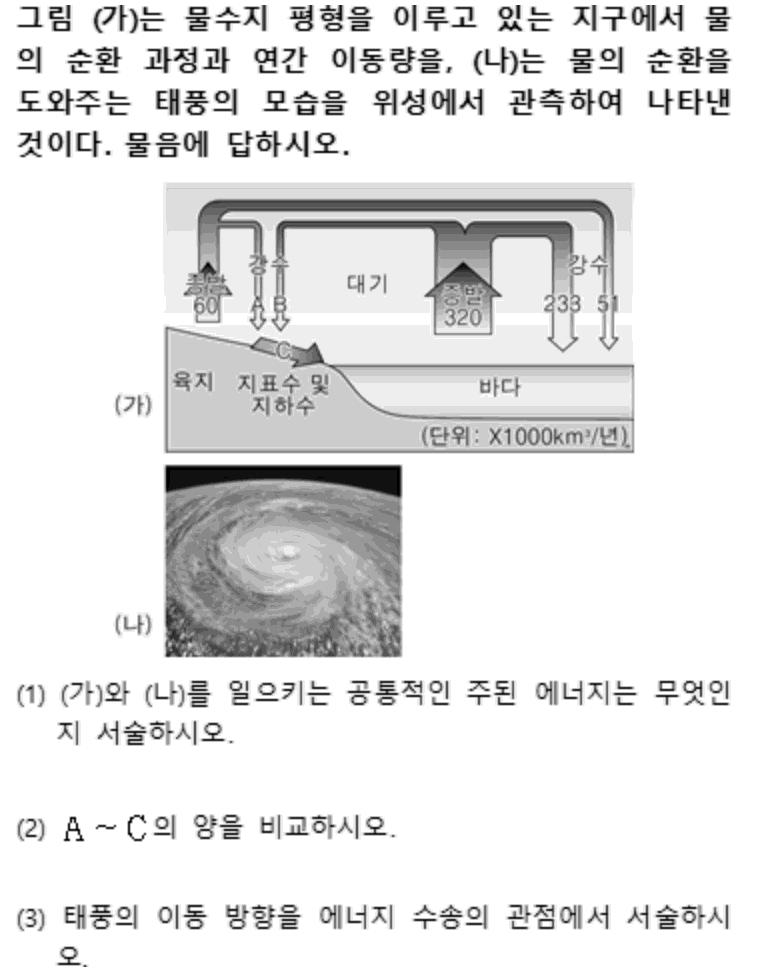 그림 (가)는 물수지 평형을 이루고 있는 지구에서 물
의 순환 과정과 연간 이동량을, (나)는 물의 순환을
도와주는 태풍의 모습을 위성에서 관측하여 나타낸
것이다. 물음에 답하시오.
강수
강수
증발
60
A
B
대기
증발
320
233
51
C
육지
지표수 및
지하수
바다
(가)
(단위: X1000km³/년)
(나)
(1) (가)와 (나)를 일으키는 공통적인 주된 에너지는 무엇인
지 서술하시오.
(2) A ~ C의 양을 비교하시오.
(3) 태풍의 이동 방향을 에너지 수송의 관점에서 서술하시
오.